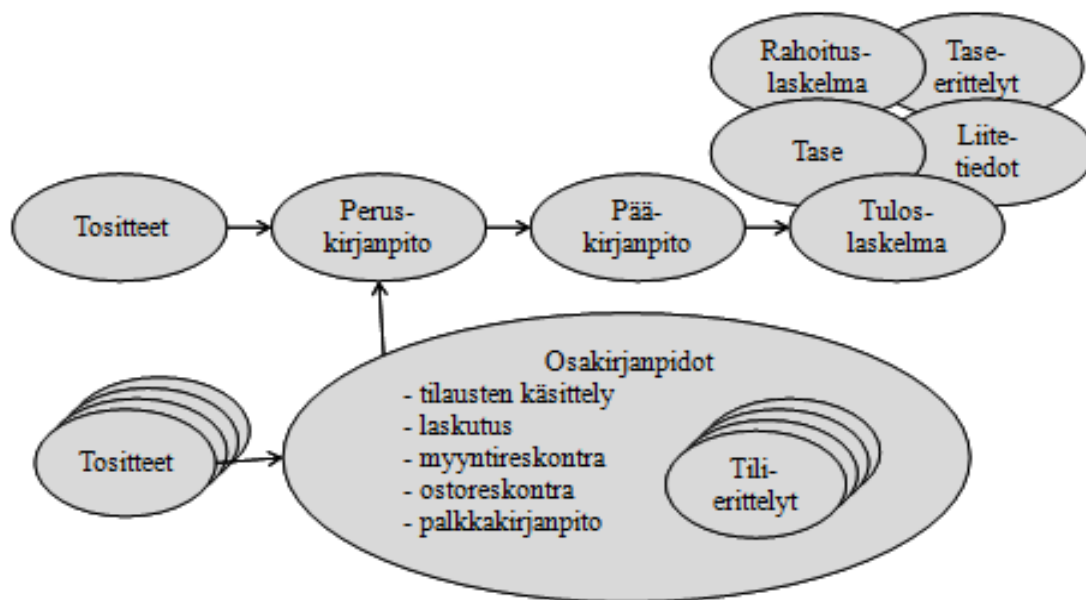 Rahoitus-
laskelma
Tase-
erittelyt
Tase
Liite-
tiedot
Tositteet
Perus-
kirjanpito
Pää-
kirjanpito
Tulos-
laskelma
Osakirjanpidot
- tilausten käsittely
- laskutus
- myyntireskontra
- ostoreskontra
- palkkakirjanpito
Tositteet
Tili-
erittelyt